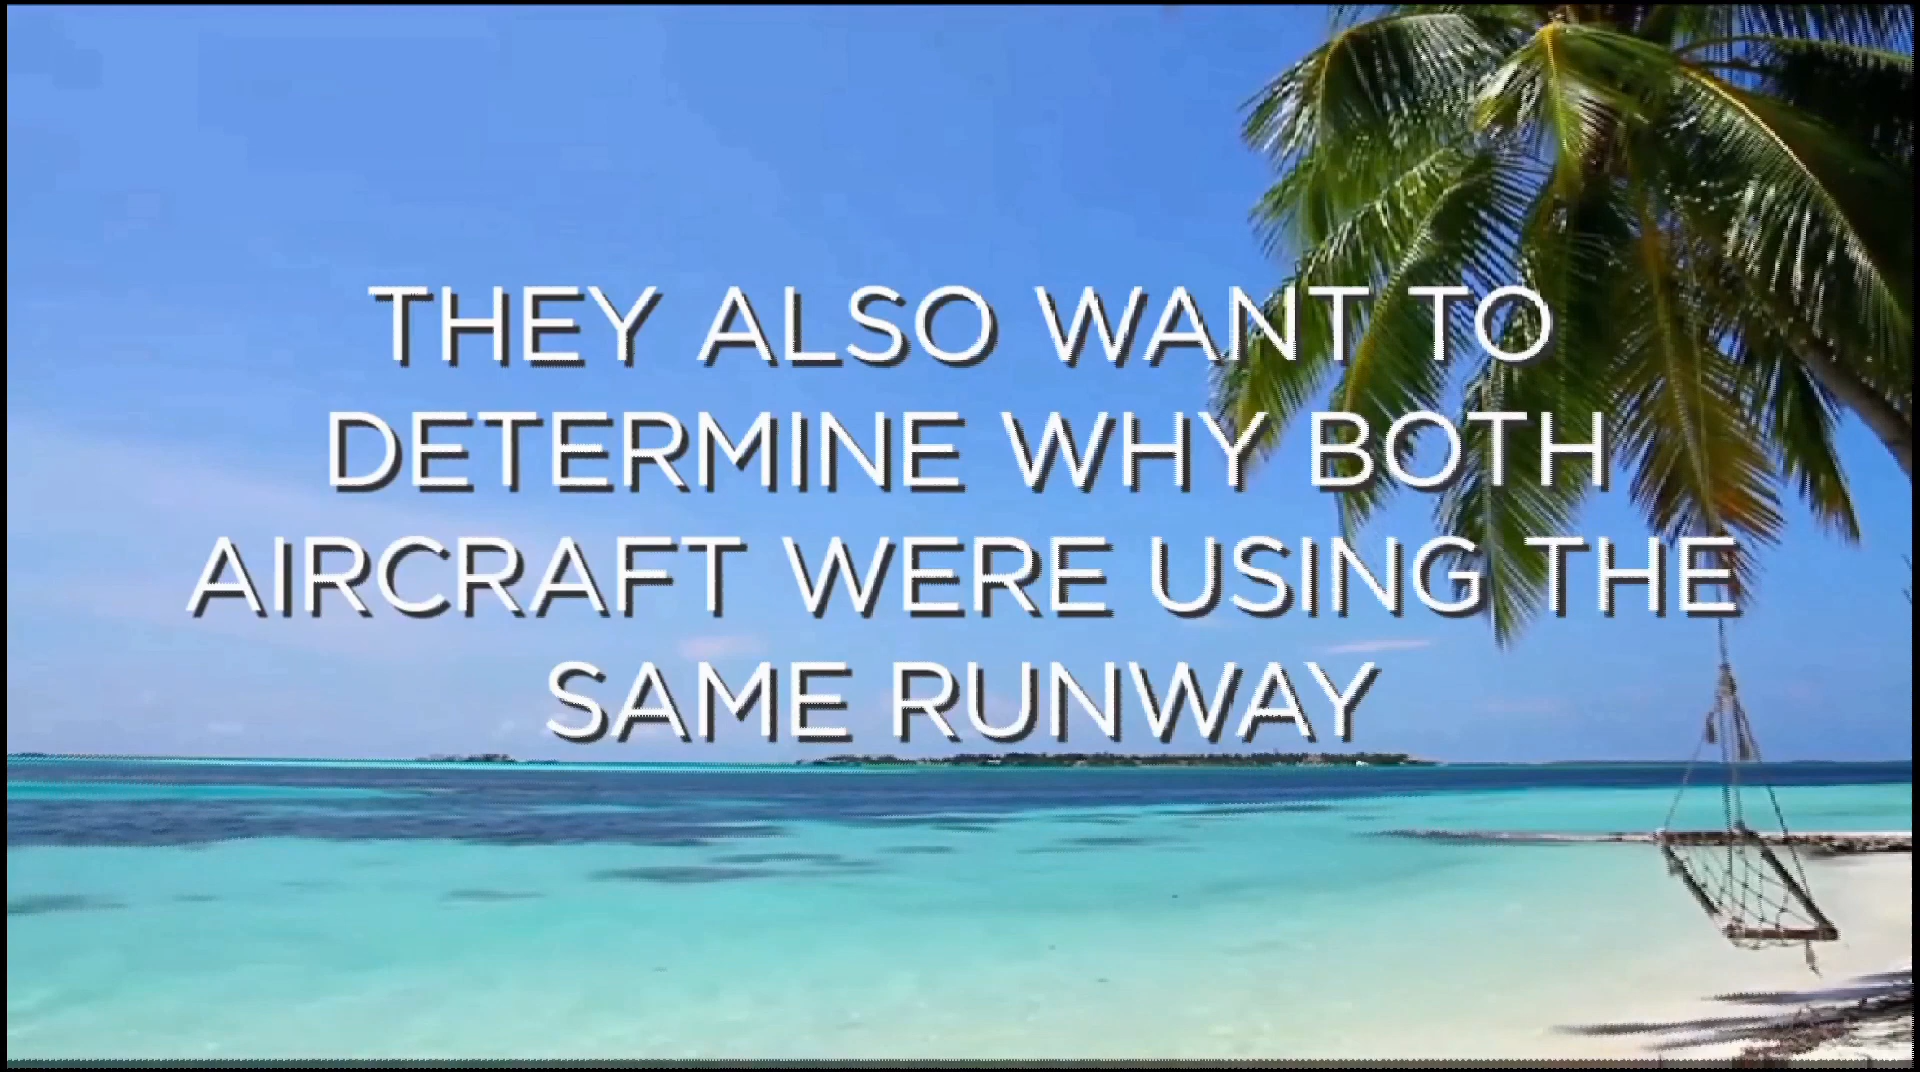 THEY ALSO WANT TO
DETERMINE WHY BOTH
AIRCRAFT WERE USING THE
SAME RUNWAY